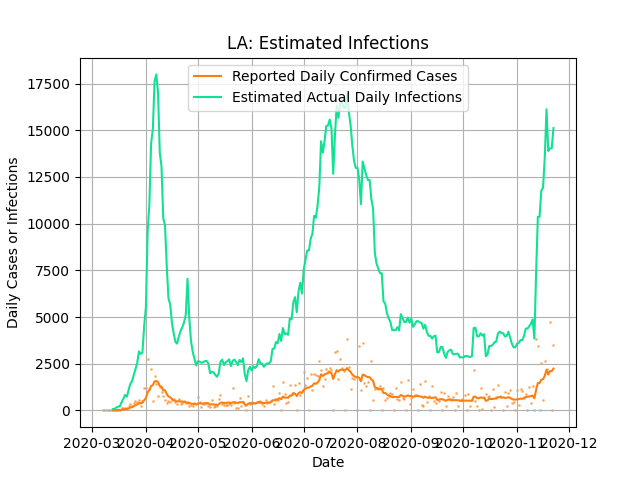 LA: Estimated Infections
Reported Daily Confirmed Cases
Estimated Actual Daily Infections
17500
15000
12500
10000
7500
5000
2500
0
Daily Cases or Infections
2020-03 2020-04 2020-05 2020-06 2020-07 2020-08 2020-09 2020-10 2020-11 2020-12
Date